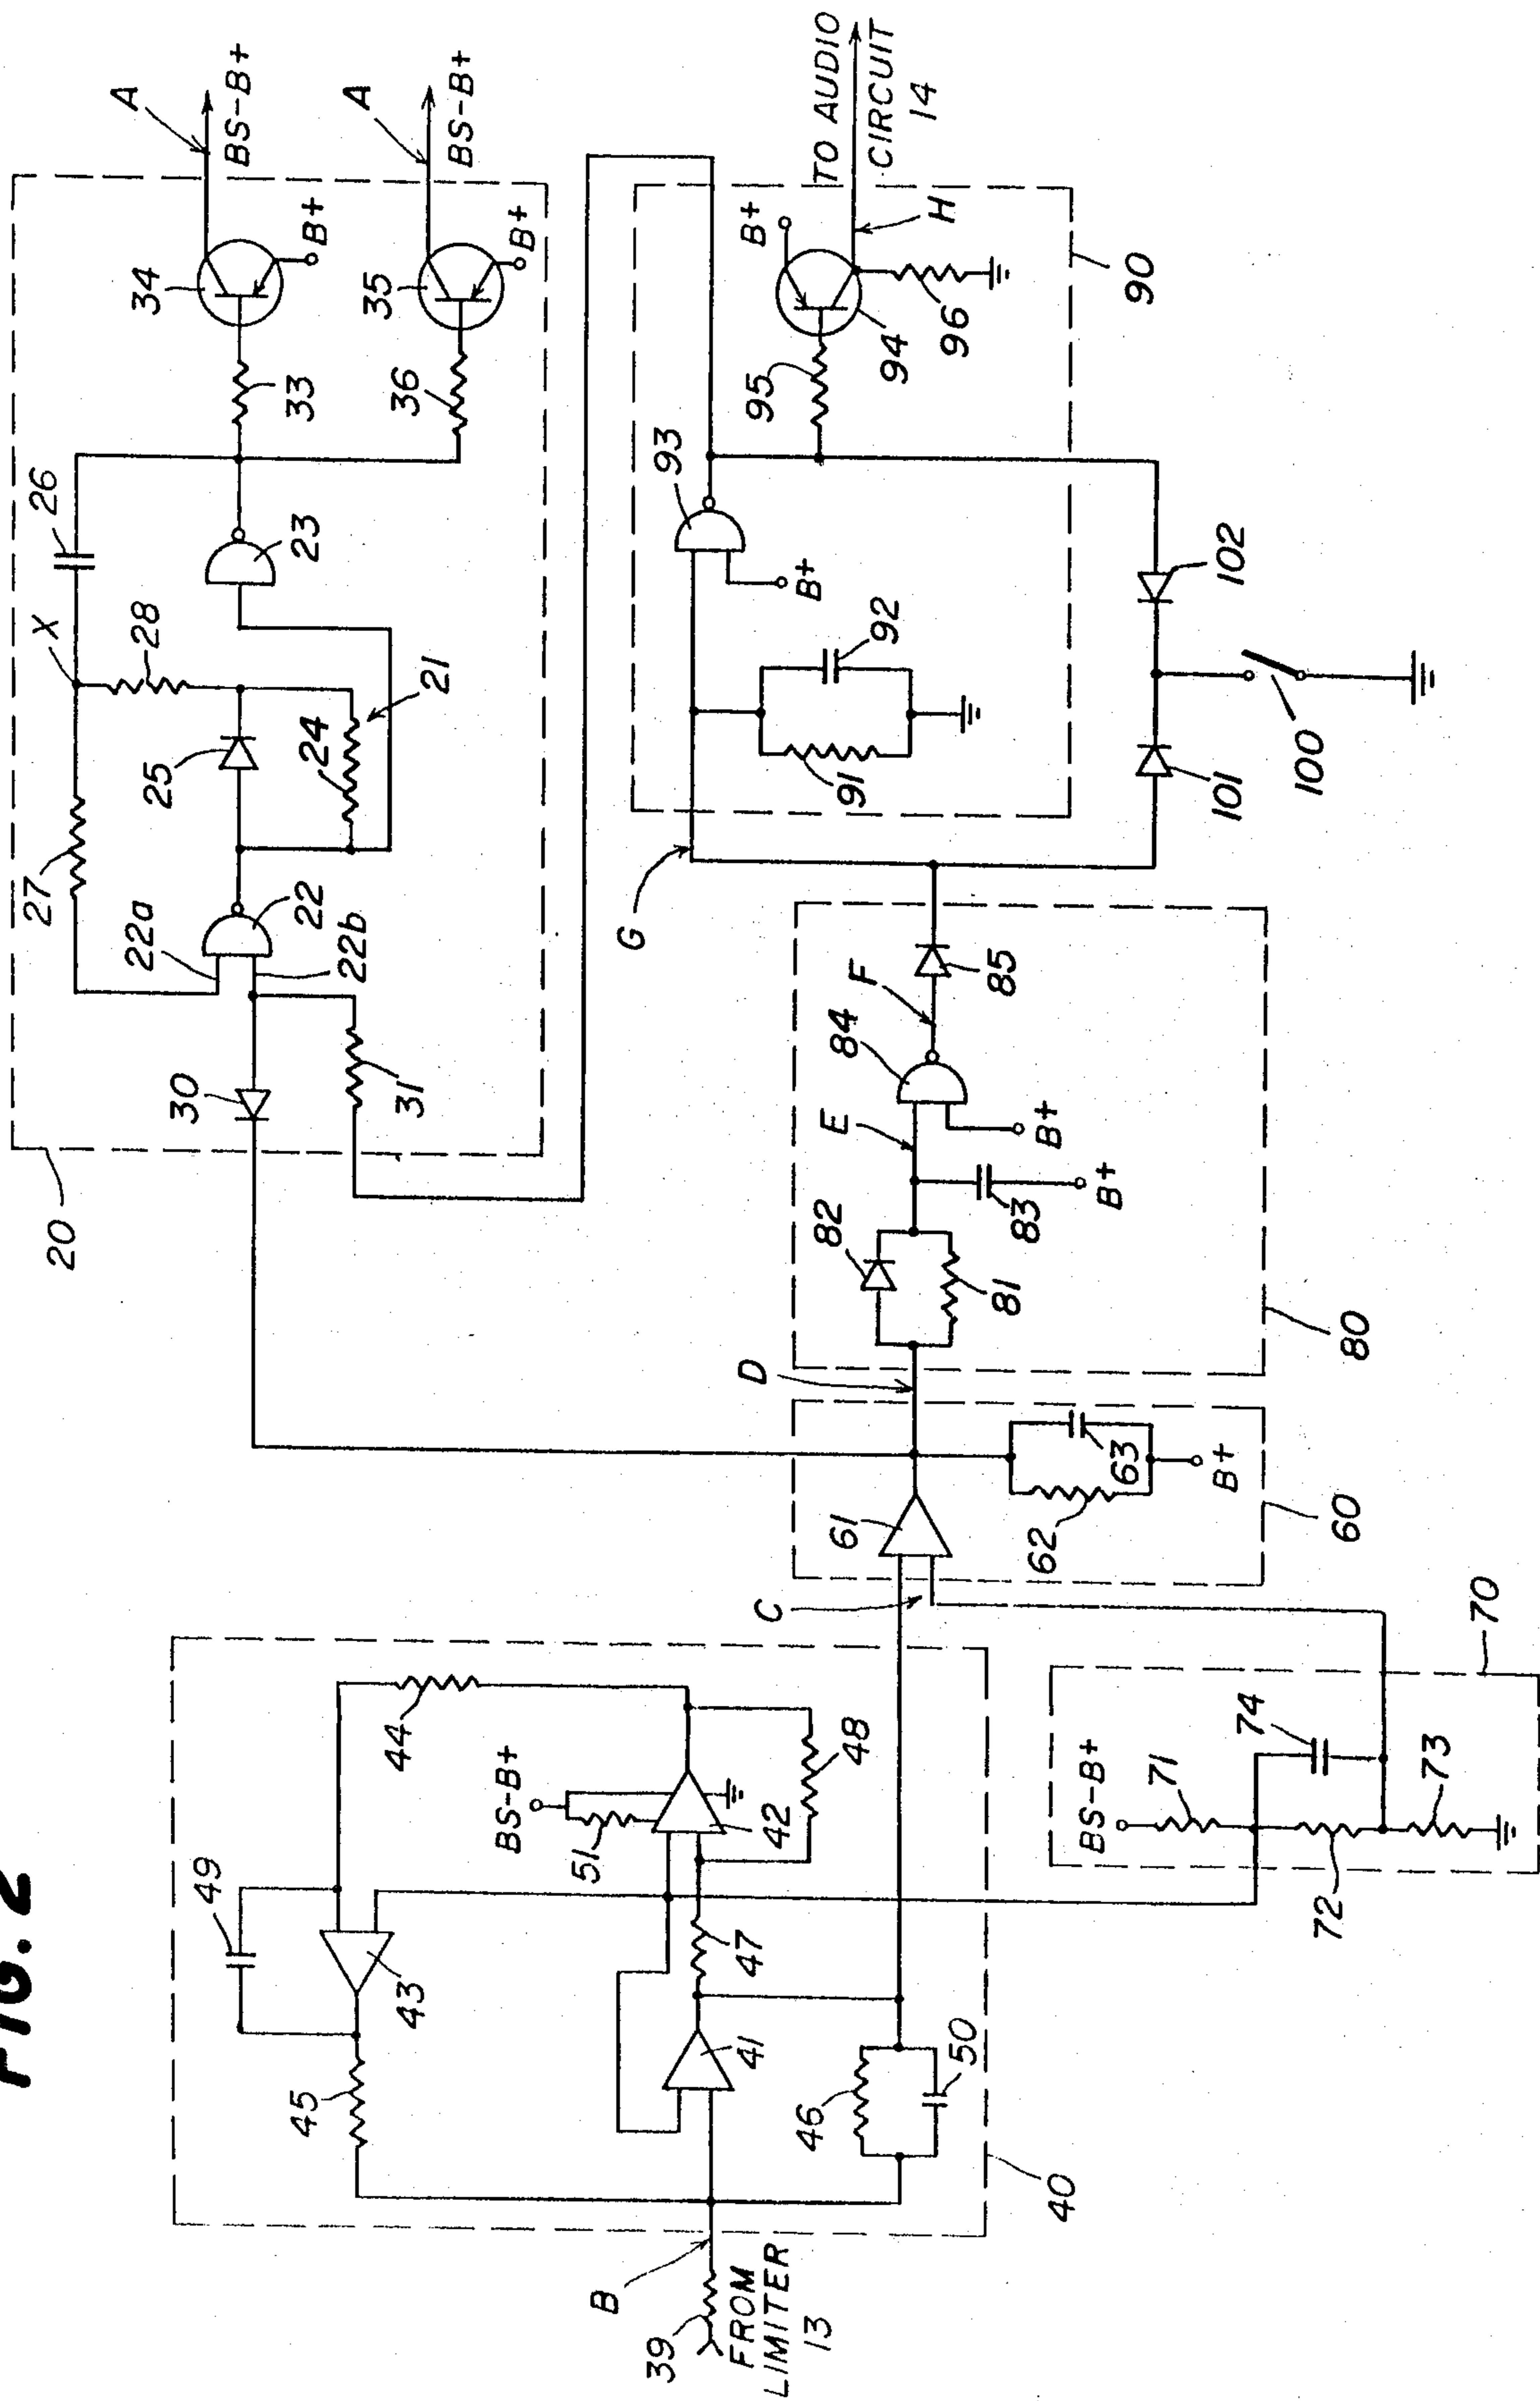 FIG. 2
20
27
22a
22b
22
30
31
X
26
28
25
24
21
23
33
34
B+
A
BS-B+
36
35
B+
A
BS-B+
G
93
B+
91
92
95
B+
94
96
H
90
TO AUDIO
CIRCUIT
14
101
102
100
D
82
81
E
83
B+
84
B+
F
85
80
C
61
62
63
B+
60
49
43
45
44
BS-B+
51
42
48
47
41
46
50
40
B
39
FROM
LIMITER
13
70
BS-B+
71
74
72
73